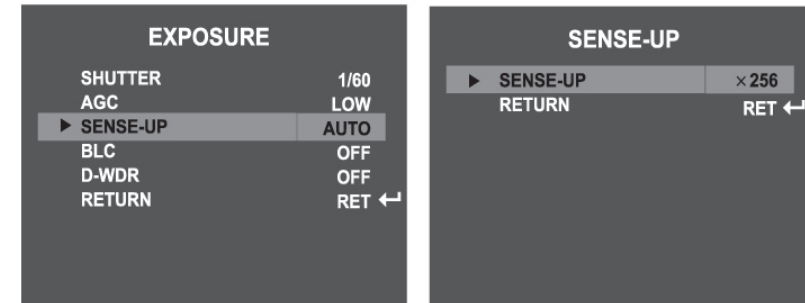 EXPOSURE
SHUTTER 1/60
AGC LOW
SENSE-UP AUTO
BLC OFF
D-WDR OFF
RETURN RET
SENSE-UP
SENSE-UP ×256
RETURN RET